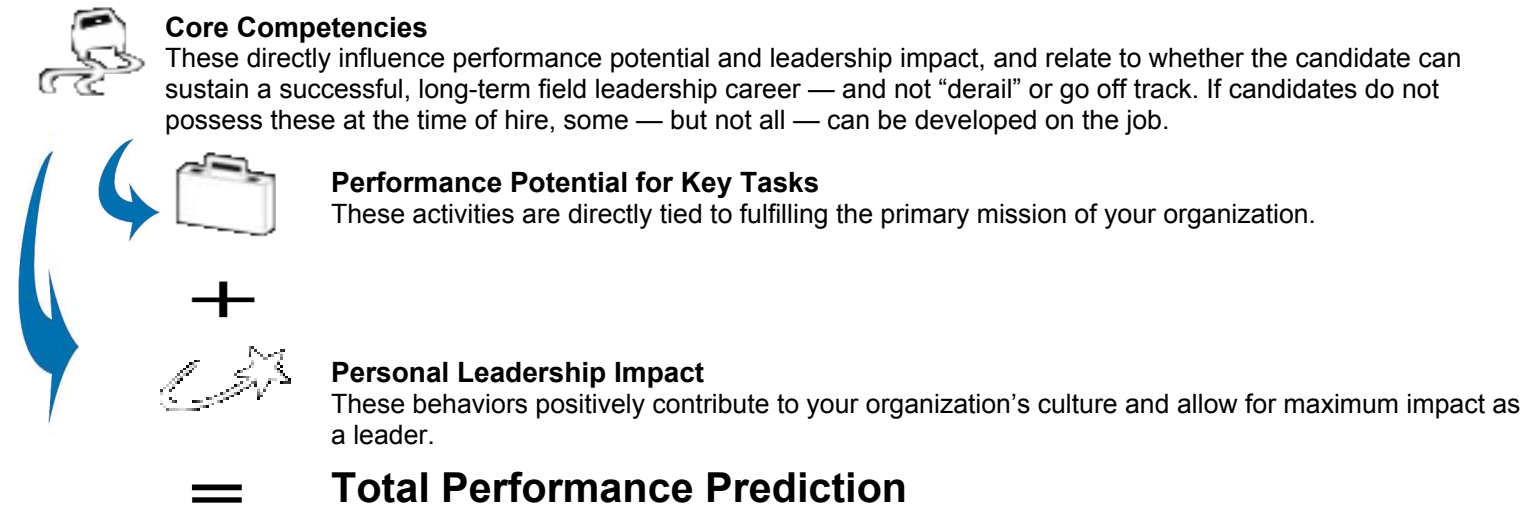 Core Competencies
These directly influence performance potential and leadership impact, and relate to whether the candidate can
sustain a successful, long-term field leadership career — and not “derail” or go off track. If candidates do not
possess these at the time of hire, some — but not all — can be developed on the job.
Performance Potential for Key Tasks
These activities are directly tied to fulfilling the primary mission of your organization.
+
Personal Leadership Impact
These behaviors positively contribute to your organization’s culture and allow for maximum impact as
a leader.
= Total Performance Prediction